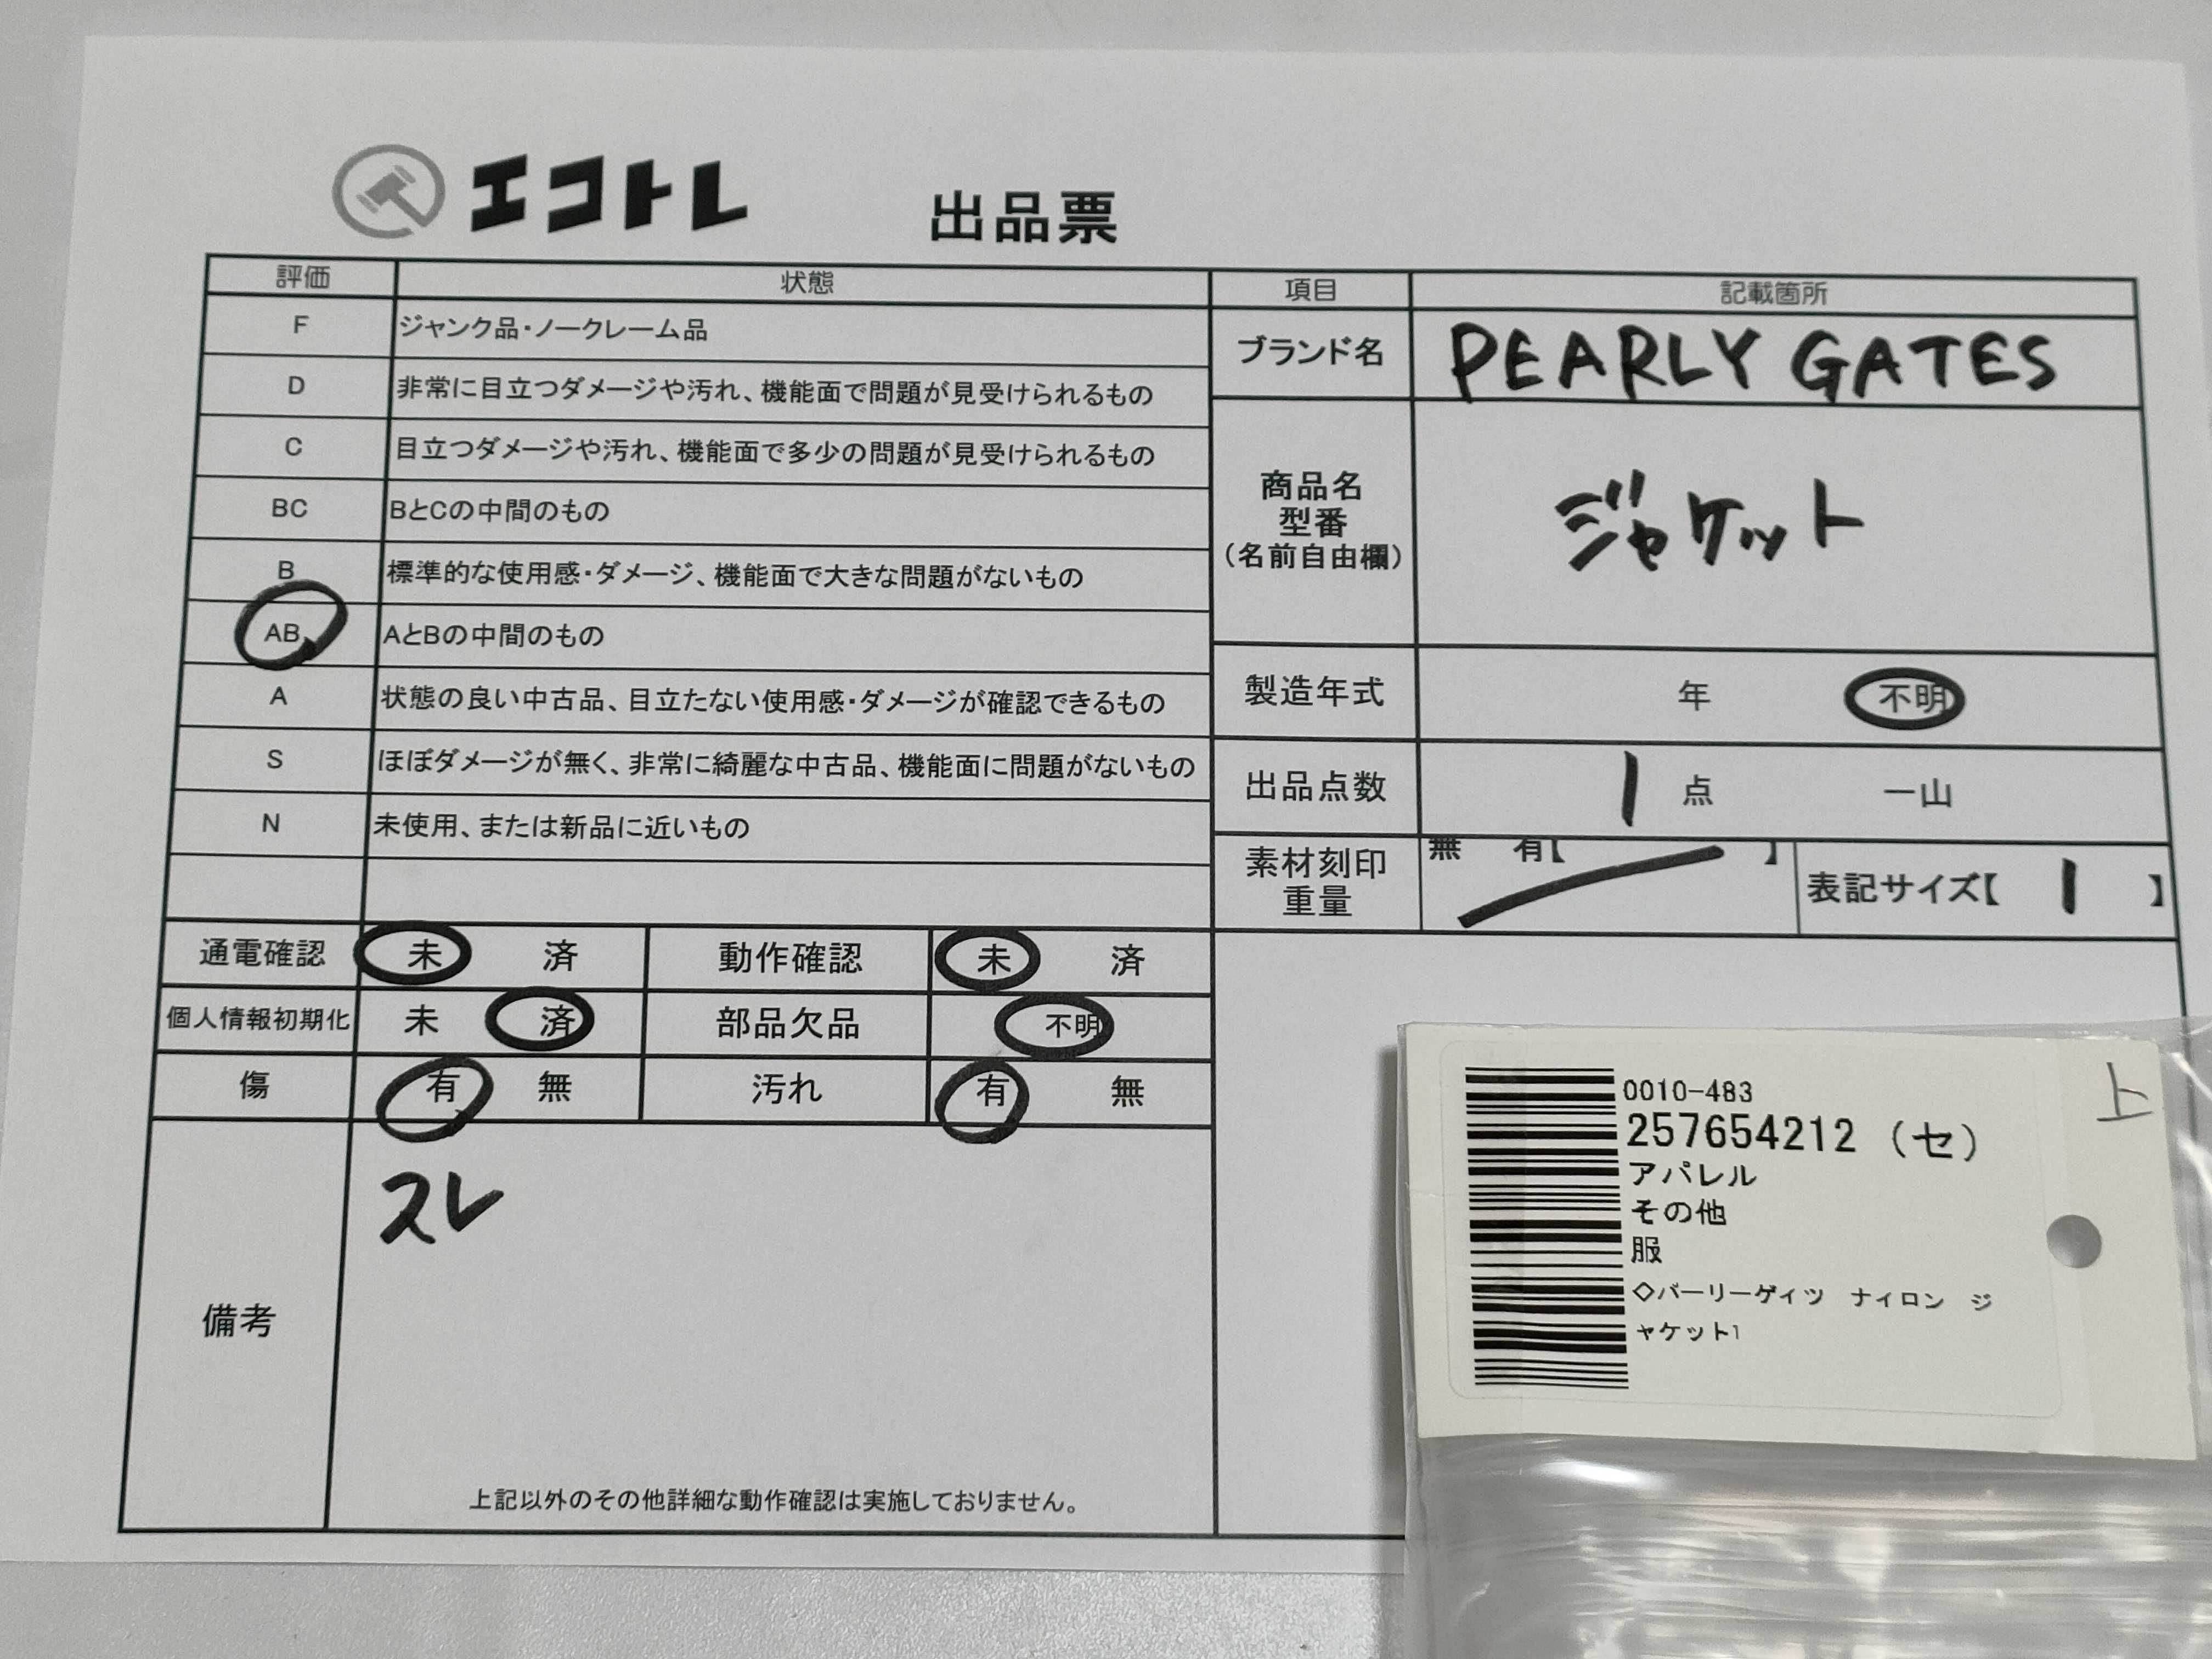 エコトレ 出品票
評価 状態
F ジャンク品・ノークレーム品
D 非常に目立つダメージや汚れ、機能面で問題が見受けられるもの
C 目立つダメージや汚れ、機能面で多少の問題が見受けられるもの
BC BとCの中間のもの
B 標準的な使用感・ダメージ、機能面で大きな問題がないもの
AB AとBの中間のもの
A 状態の良い中古品、目立たない使用感・ダメージが確認できるもの
S ほぼダメージが無く、非常に綺麗な中古品、機能面に問題がないもの
N 未使用、または新品に近いもの
通電確認 未 済 動作確認 未 済
個人情報初期化 未 済 部品欠品 不明
傷 有 無 汚れ 有 無
備考 スレ
上記以外のその他詳細な動作確認は実施しておりません。
項目 記載箇所
ブランド名 PEARLY GATES
商品名
型番
(名前自由欄)
ジャケット
製造年式 年 不明
出品点数 1 点 一山
素材刻印
重量
無 有【 】
表記サイズ【 1 】
上
0010-483
257654212 (セ)
アパレル
その他
服
◇パーリーゲイツ ナイロン ジ
ャケット1